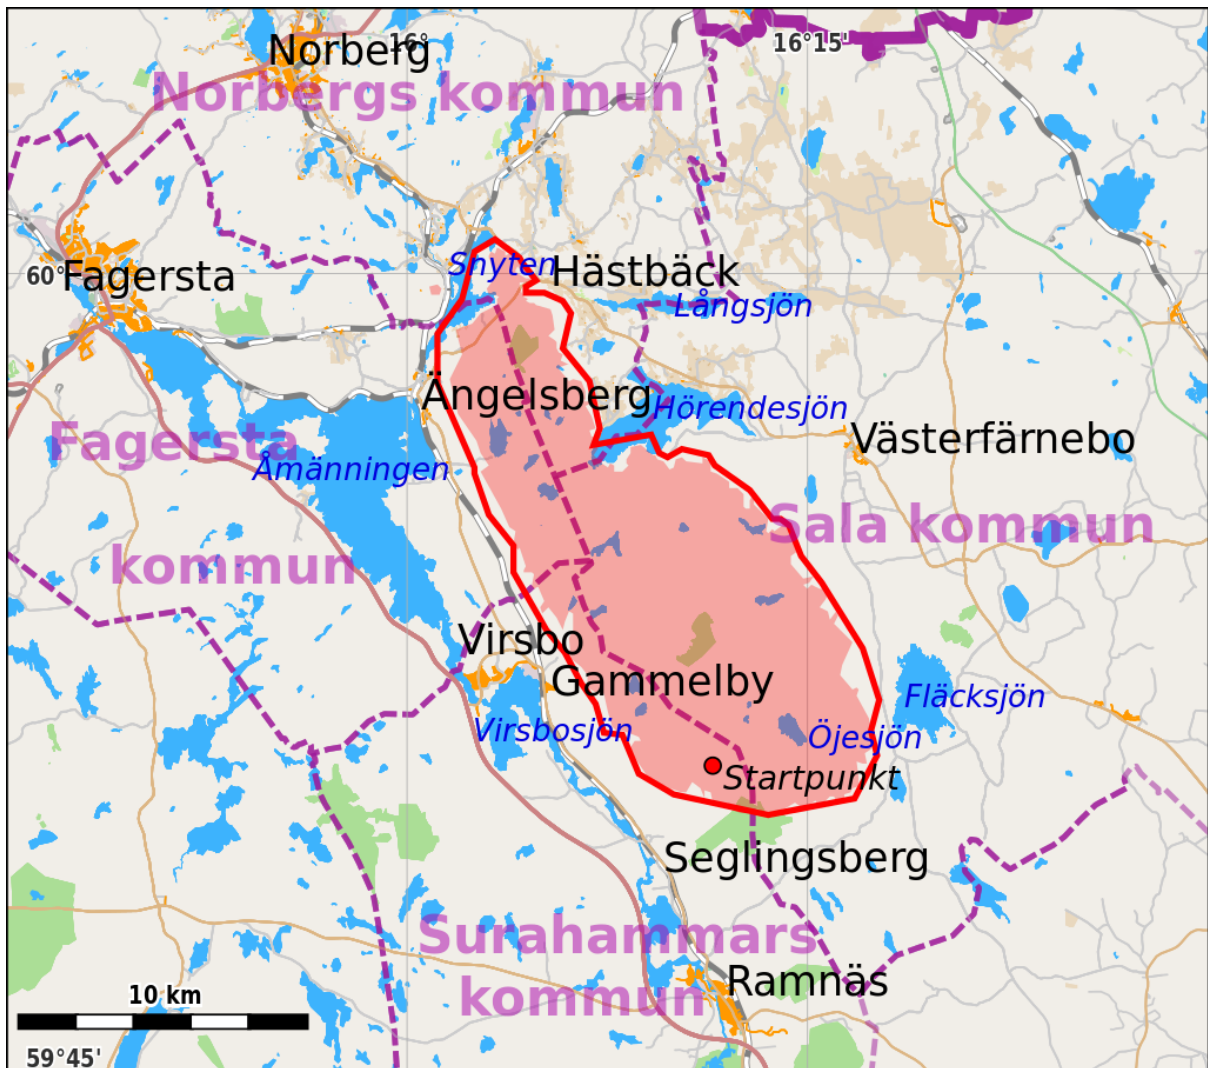 Norberg
16°
16°15'
Norbergs kommun
60°
Fagersta
Snyten
Hästbäck
Långsjön
Ängelsberg
Hörendesjön
Fagersta
kommun
Åmänningen
Västerfärnebo
Sala kommun
Virsbo
Gammelby
Fläcksjön
Virsbosjön
Öjesjön
Startpunkt
Seglingsberg
Surahammars
kommun
Ramnäs
10 km
59°45'